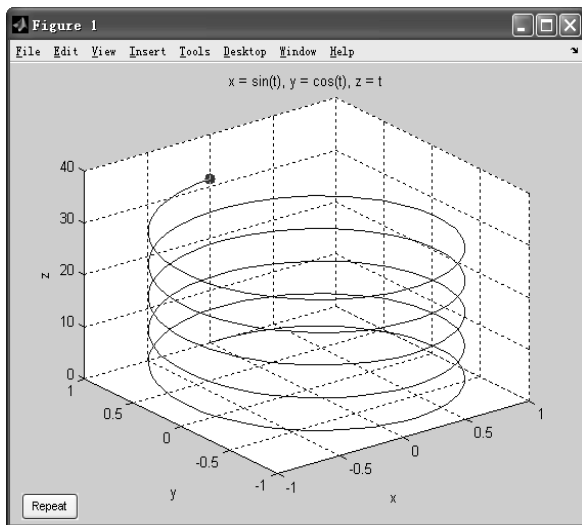 Figure 1
File Edit View Insert Tools Desktop Window Help
x = sin(t), y = cos(t), z = t
40
30
20
10
0
z
1
0.5
0
-0.5
-1
y
-1
-0.5
0
0.5
1
x
Repeat